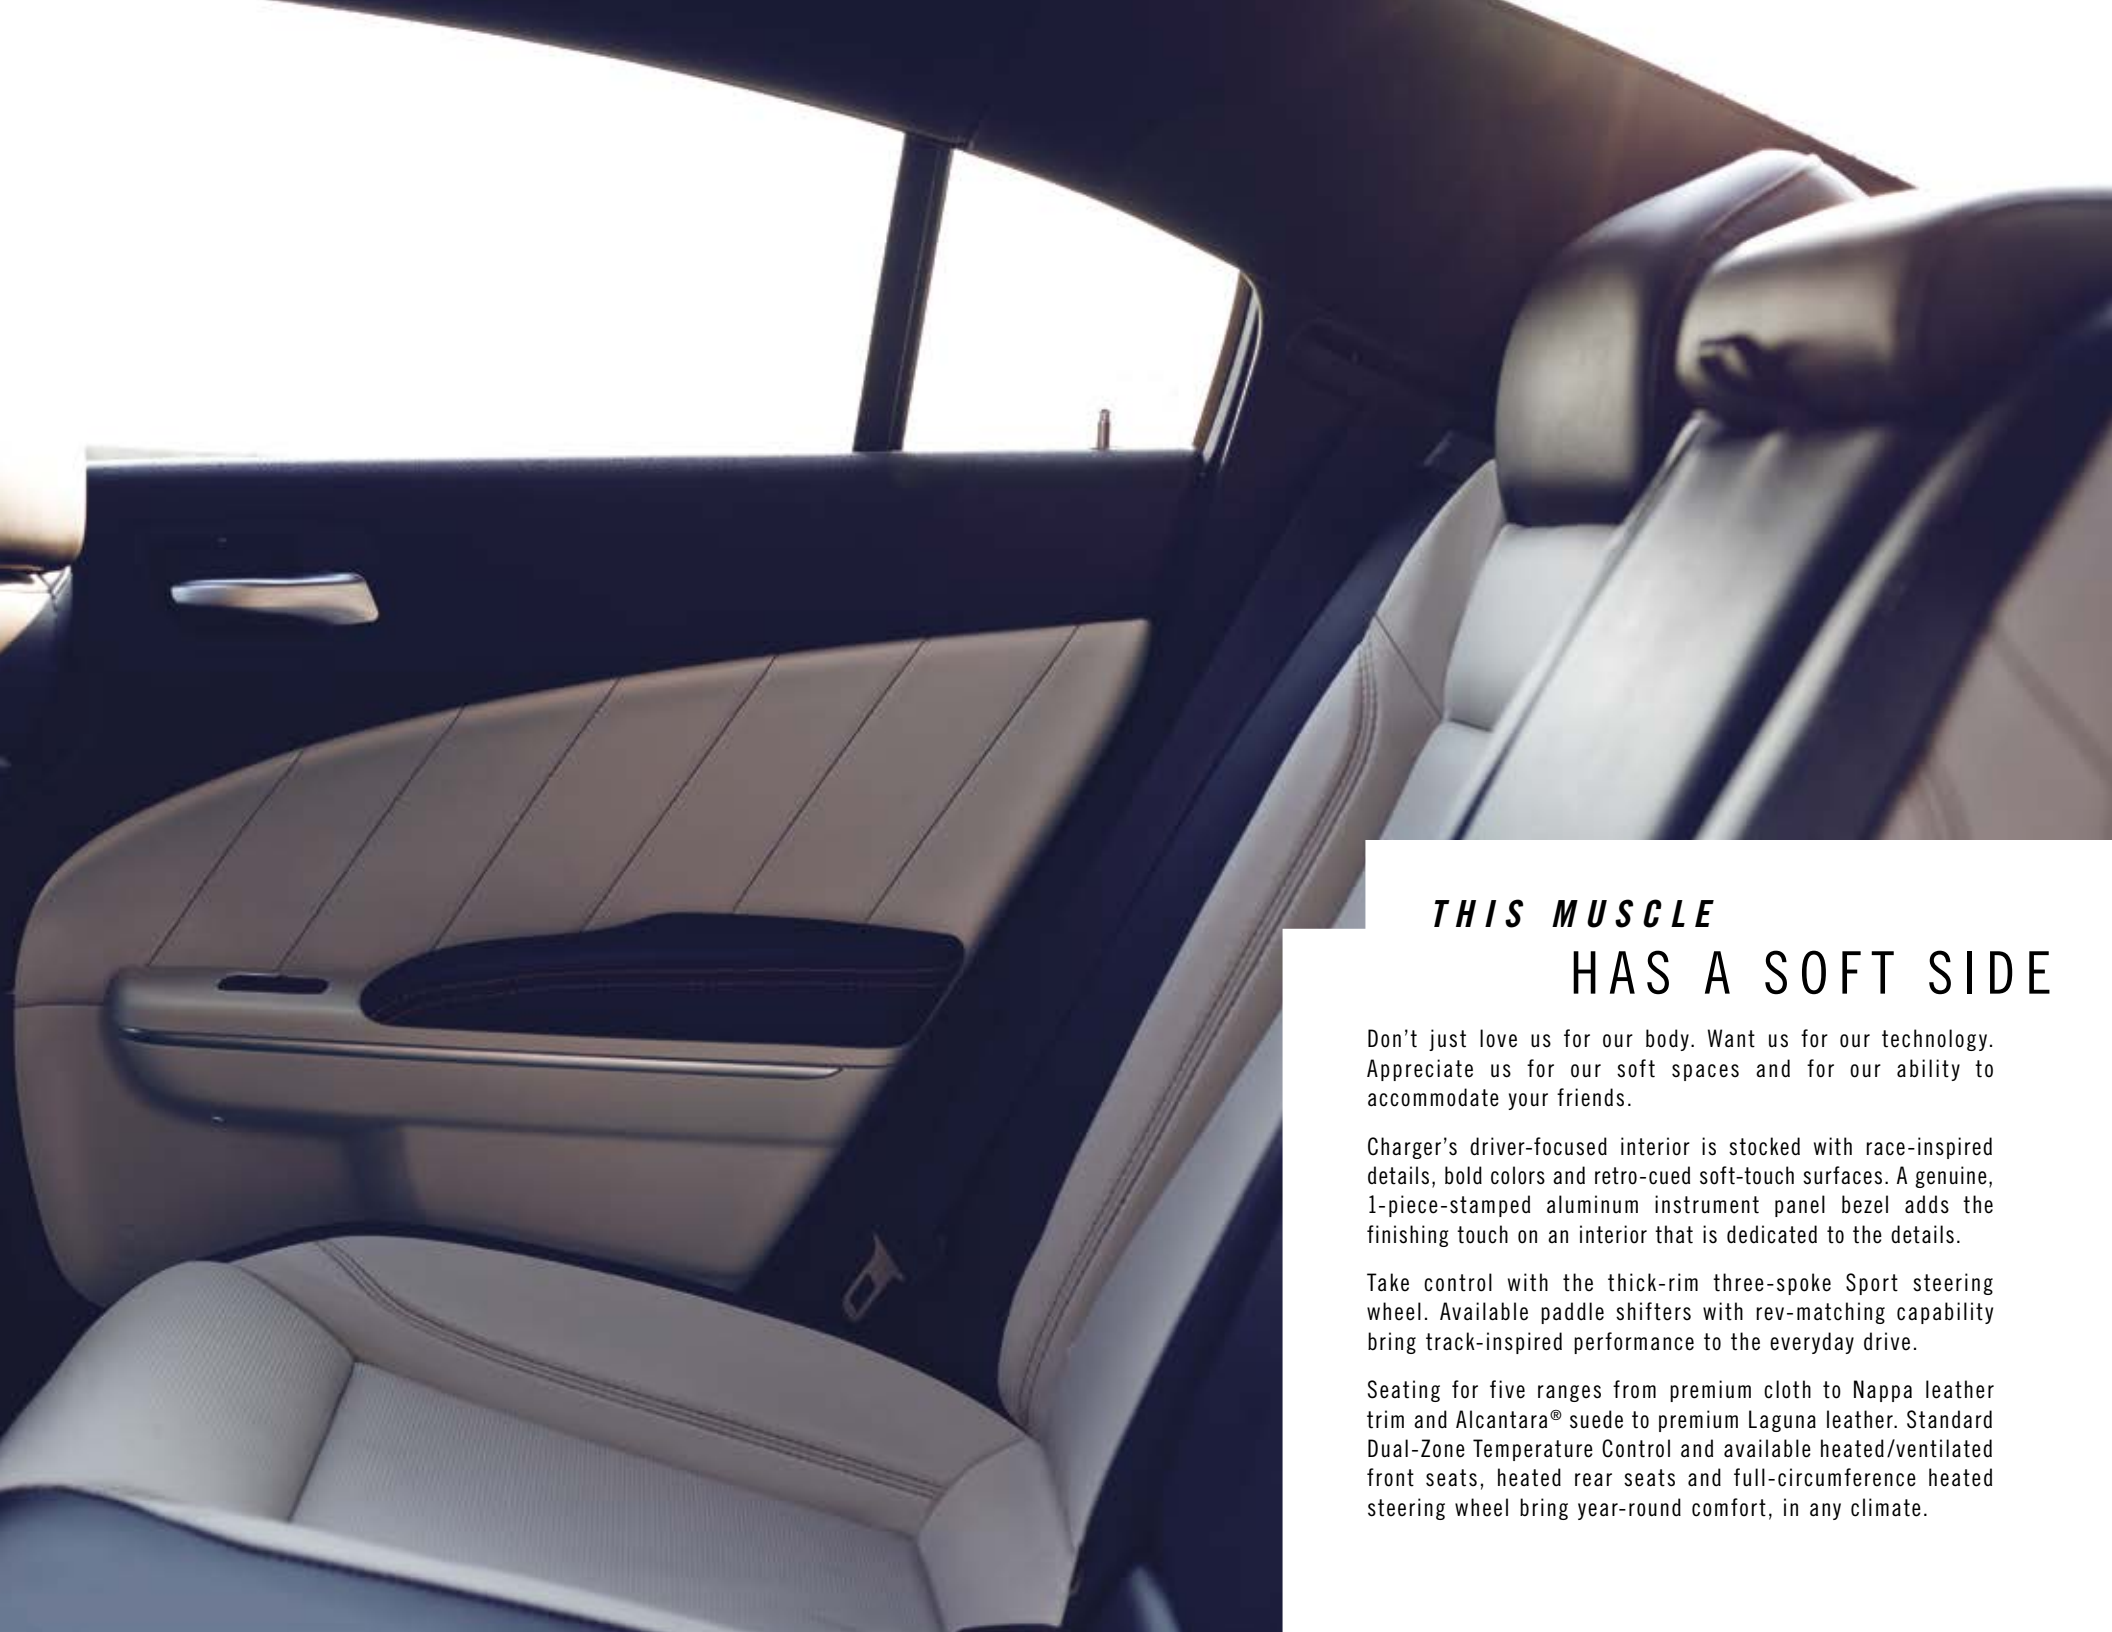 THIS MUSCLE
HAS A SOFT SIDE
Don’t just love us for our body. Want us for our technology.
Appreciate us for our soft spaces and for our ability to
accommodate your friends.
Charger’s driver-focused interior is stocked with race-inspired
details, bold colors and retro-cued soft-touch surfaces. A genuine,
1-piece-stamped aluminum instrument panel bezel adds the
finishing touch on an interior that is dedicated to the details.
Take control with the thick-rim three-spoke Sport steering
wheel. Available paddle shifters with rev-matching capability
bring track-inspired performance to the everyday drive.
Seating for five ranges from premium cloth to Nappa leather
trim and Alcantara® suede to premium Laguna leather. Standard
Dual-Zone Temperature Control and available heated/ventilated
front seats, heated rear seats and full-circumference heated
steering wheel bring year-round comfort, in any climate.